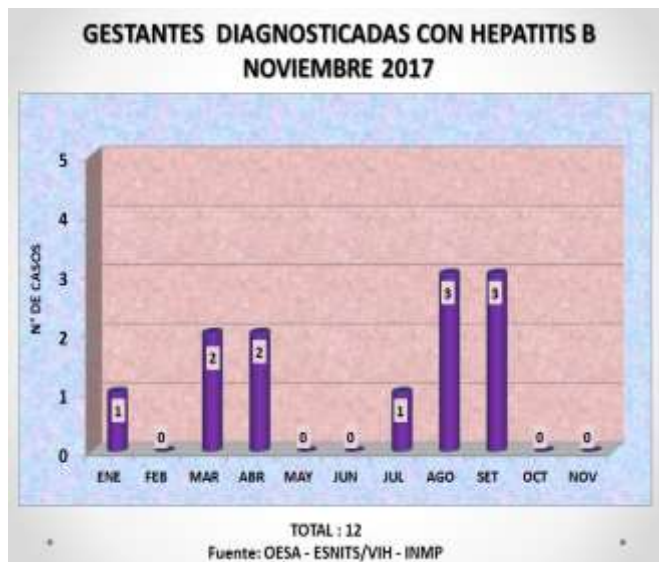 GESTANTES DIAGNOSTICADAS CON HEPATITIS B
NOVIEMBRE 2017
5
4
3
2
1
0
N° DE CASOS
1
0
2
2
0
0
1
3
3
0
0
ENE FEB MAR ABR MAY JUN JUL AGO SET OCT NOV
TOTAL : 12
Fuente: OESA - ESNITS/VIH - INMP